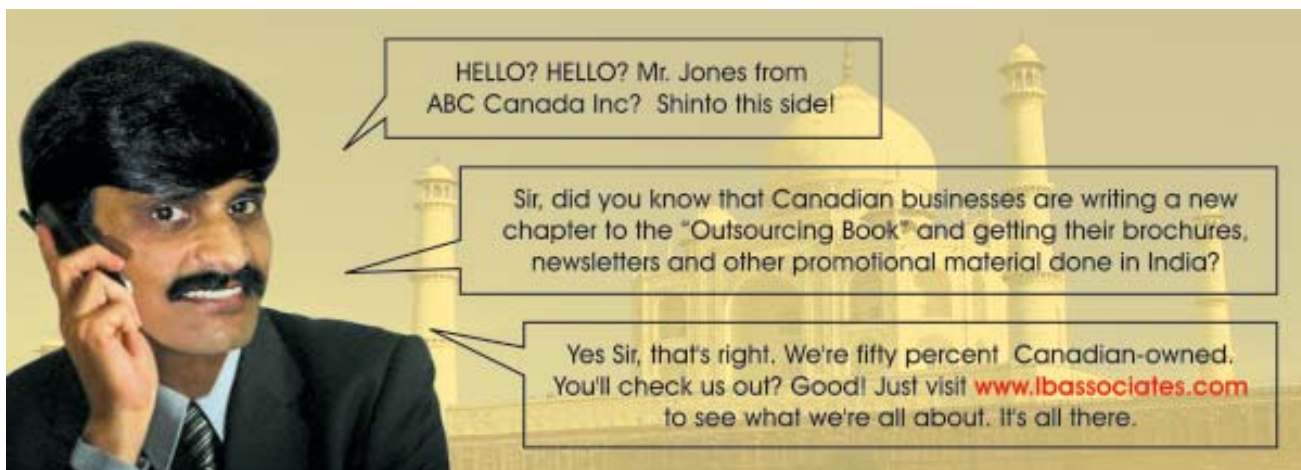 HELLO? HELLO? Mr. Jones from
ABC Canada Inc? Shinto this side!
Sir, did you know that Canadian businesses are writing a new
chapter to the "Outsourcing Book" and getting their brochures,
newsletters and other promotional material done in India?
Yes Sir, that's right. We're fifty percent Canadian-owned.
You'll check us out? Good! Just visit www.lbassociates.com
to see what we're all about. It's all there.